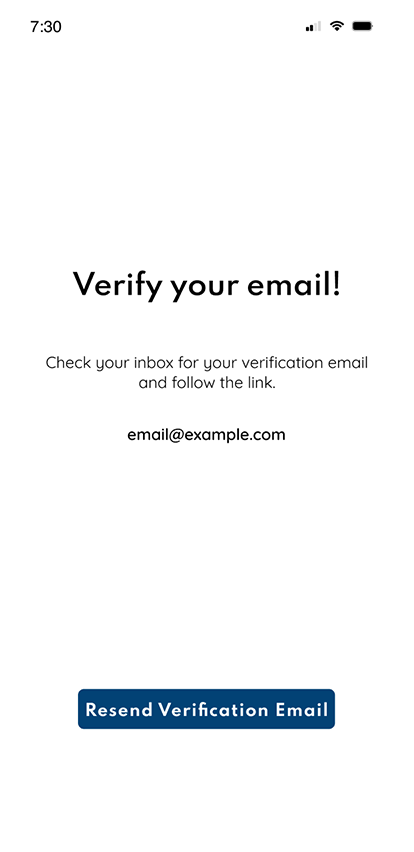 7:30
Verify your email!
Check your inbox for your verification email
and follow the link.
email@example.com
Resend Verification Email